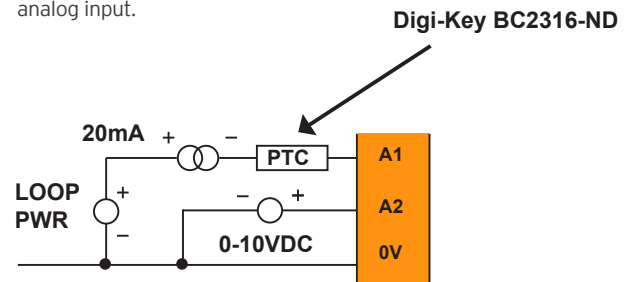 analog input.
Digi-Key BC2316-ND
20mA + –
PTC
A1
LOOP
PWR
+
–
– +
A2
0-10VDC
0V